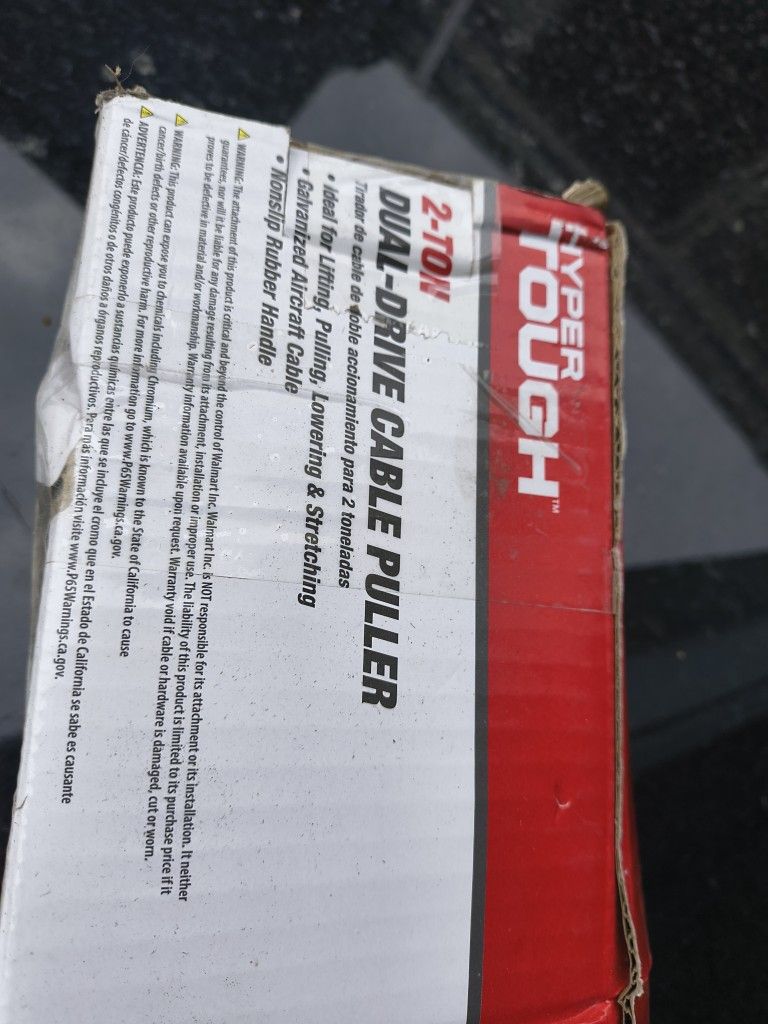 HYPER
TOUGH™
2-TON
DUAL-DRIVE CABLE PULLER
Tirador de cable de doble accionamiento para 2 toneladas
• Ideal for Lifting, Pulling, Lowering & Stretching
• Galvanized Aircraft Cable
• Nonslip Rubber Handle
WARNING: The attachment of this product is critical and beyond the control of Walmart Inc. Walmart Inc. is NOT responsible for its attachment or its installation. It neither
guarantees, nor will it be liable for any damage resulting from its attachment, installation or improper use. The liability of this product is limited to its purchase price if it
proves to be defective in material and/or workmanship. Warranty information available upon request. Warranty void if cable or hardware is damaged, cut or worn.
WARNING: This product can expose you to chemicals including Chromium, which is known to the State of California to cause
cancer/birth defects or other reproductive harm. For more information go to www.P65Warnings.ca.gov.
ADVERTENCIA: Este producto puede exponerlo a sustancias químicas entre las que se incluye el cromo que en el Estado de California se sabe es causante
de cáncer/defectos congénitos o de otros daños a órganos reproductivos. Para más información visite www.P65Warnings.ca.gov.